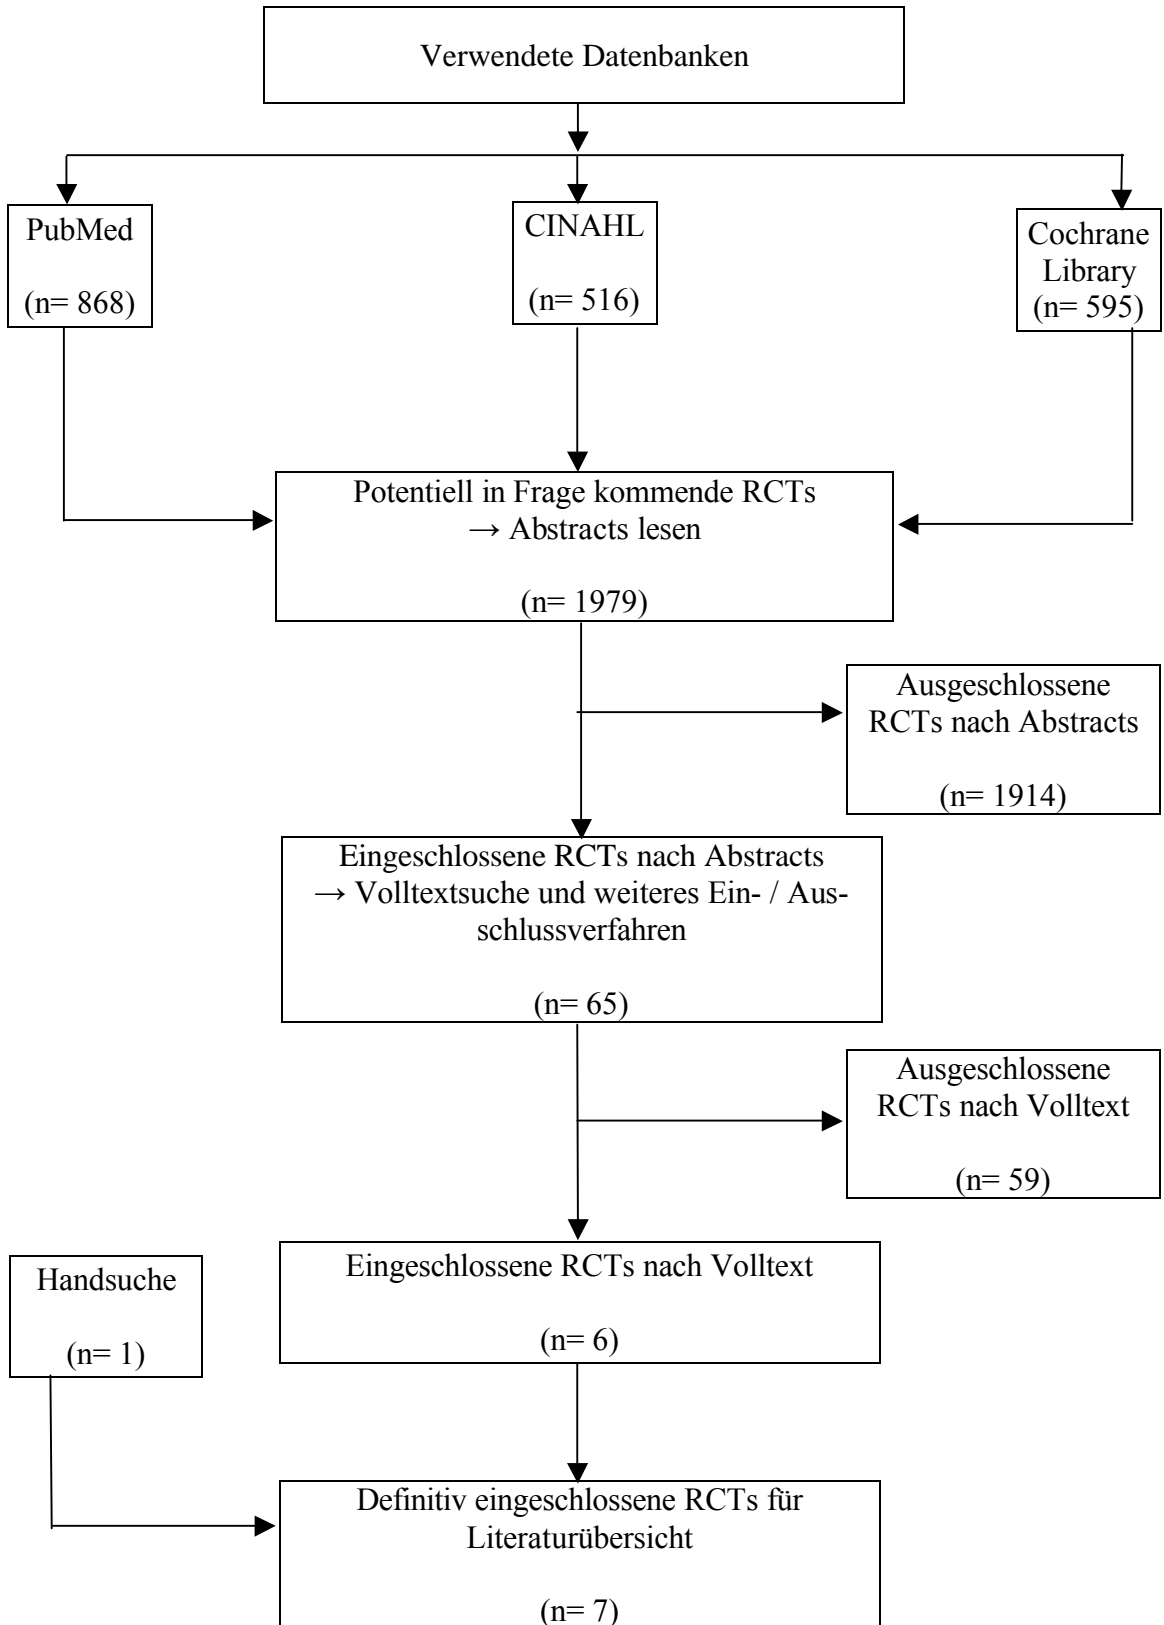 Verwendete Datenbanken
PubMed
(n= 868)
CINAHL
(n= 516)
Cochrane
Library
(n= 595)
Potentiell in Frage kommende RCTs
→ Abstracts lesen
(n= 1979)
Ausgeschlossene
RCTs nach Abstracts
(n= 1914)
Eingeschlossene RCTs nach Abstracts
→ Volltextsuche und weiteres Ein- / Aus-
schlussverfahren
(n= 65)
Ausgeschlossene
RCTs nach Volltext
(n= 59)
Eingeschlossene RCTs nach Volltext
(n= 6)
Handsuche
(n= 1)
Definitiv eingeschlossene RCTs für
Literaturübersicht
(n= 7)